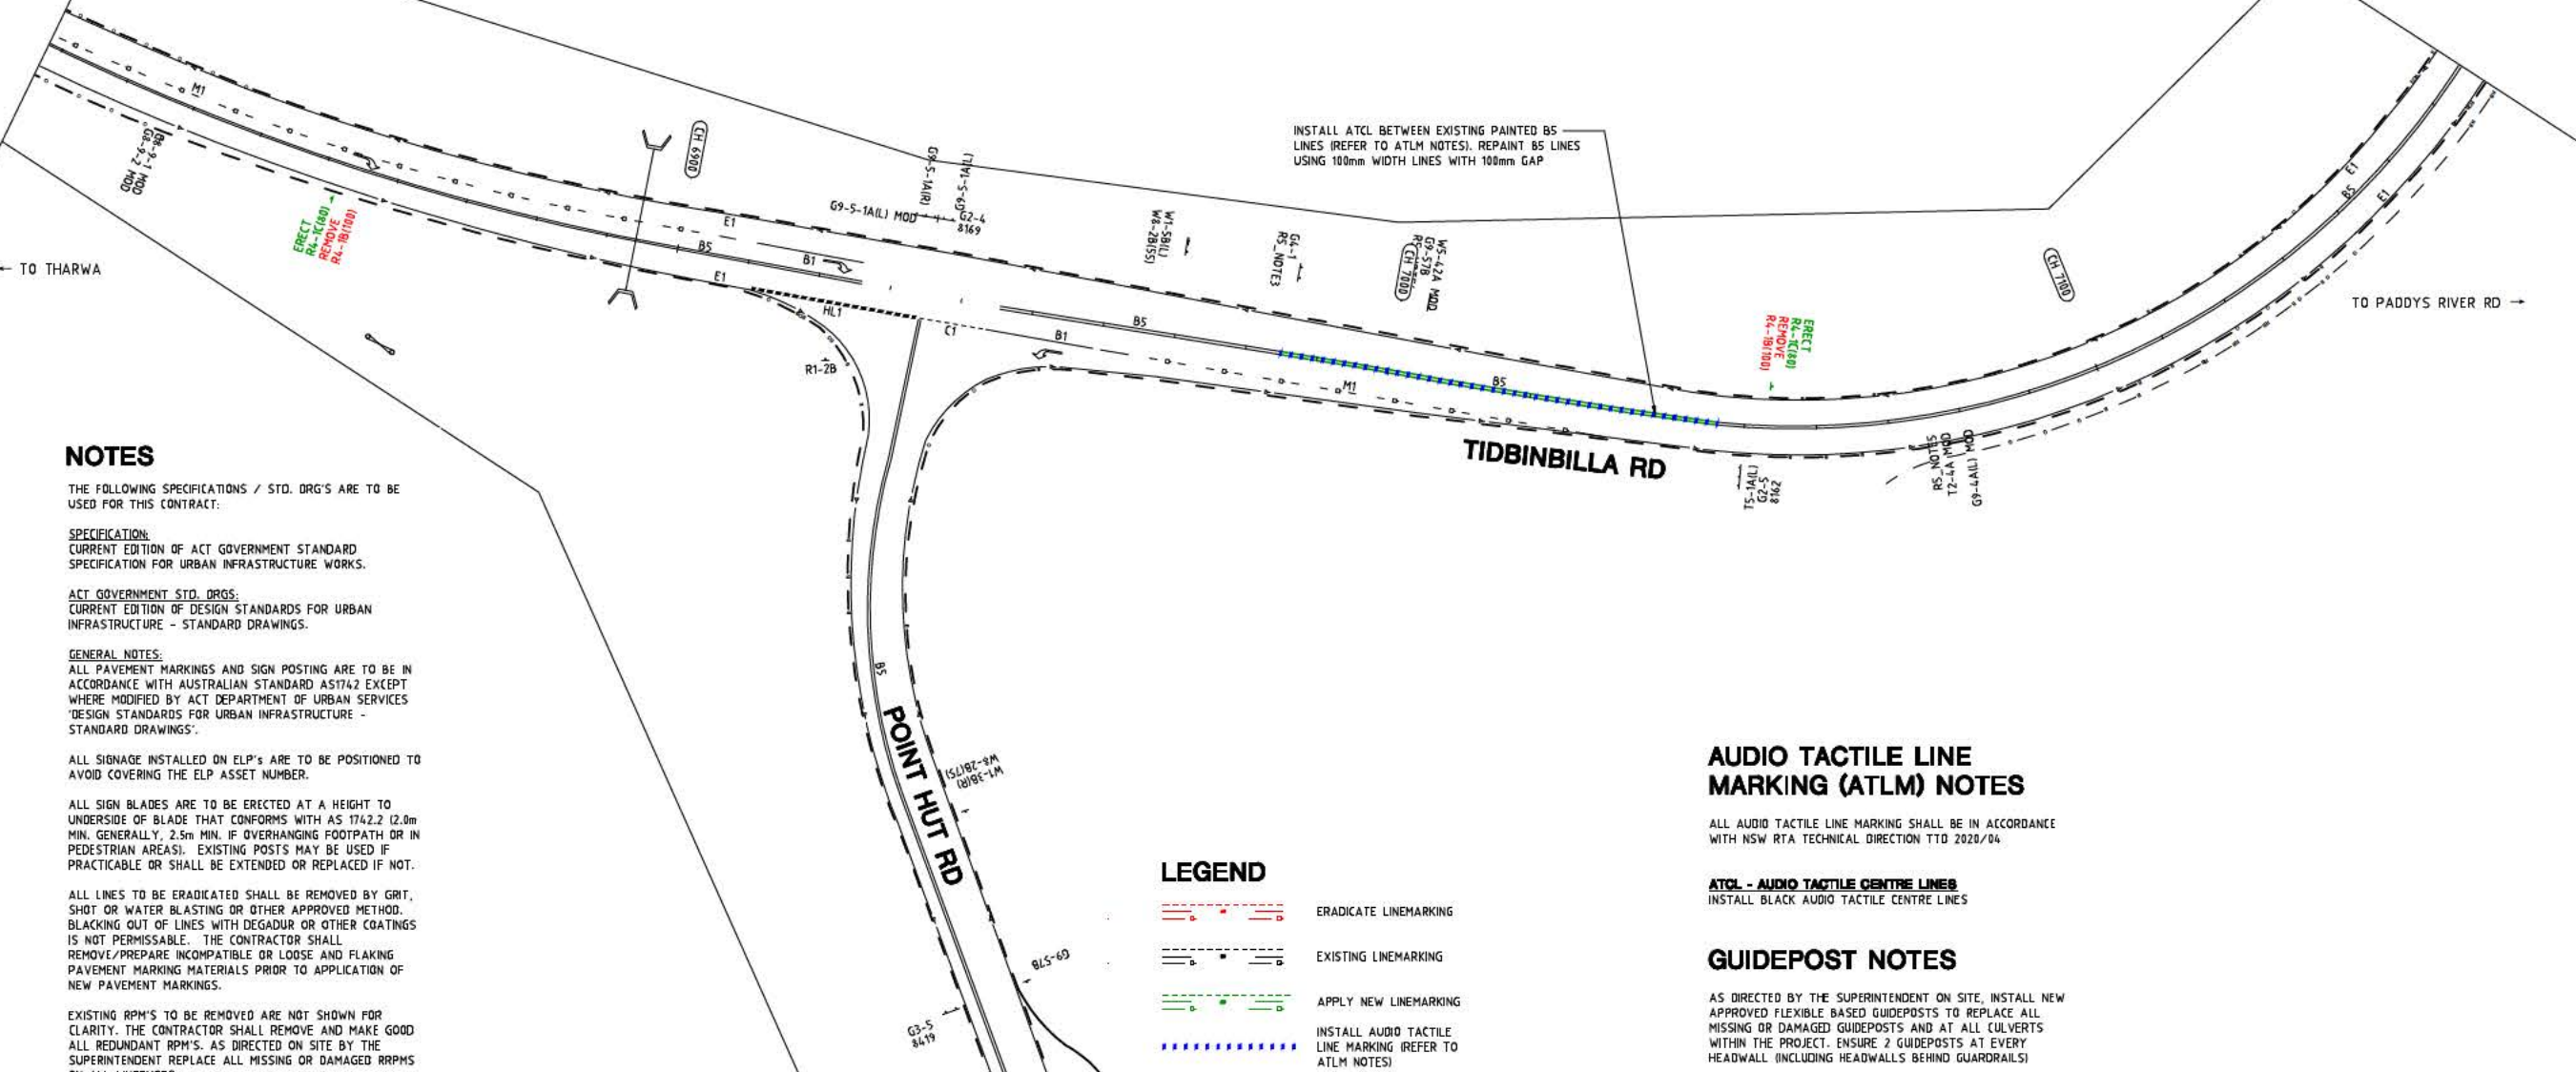 M1
G8-9-1 MOD
G8-9-2 MOD
ERECT
R4-1C(80)
REMOVE
R4-1B(100)
← TO THARWA
CH 6900
E1
B5
B1
E1
HL1
C1
R1-2B
G9-5-1A(L) MOD
G9-5-1A(R)
G9-5-1A(L)
G2-4
8169
W1-5B(L)
W8-2B(55)
G4-1
RS_NOTES
W5-42A MOD
G9-57B
CH 7000
INSTALL ATCL BETWEEN EXISTING PAINTED B5
LINES (REFER TO ATLM NOTES). REPAINT B5 LINES
USING 100mm WIDTH LINES WITH 100mm GAP
B5
B1
M1
B5
ERECT
R4-1C(80)
REMOVE
R4-1B(100)
CH 7100
E1
B5
E1
TO PADDYS RIVER RD →
TIDBINBILLA RD
T5-1A(L)
G2-5
8162
RS_NOTES
T2-4A MOD
G9-4A(L) MOD
B5
POINT HUT RD
W1-3B(R)
W8-2B(75)
G9-57B
G3-5
8419
NOTES
THE FOLLOWING SPECIFICATIONS / STD. DRG'S ARE TO BE
USED FOR THIS CONTRACT:
SPECIFICATION:
CURRENT EDITION OF ACT GOVERNMENT STANDARD
SPECIFICATION FOR URBAN INFRASTRUCTURE WORKS.
ACT GOVERNMENT STD. DRGS:
CURRENT EDITION OF DESIGN STANDARDS FOR URBAN
INFRASTRUCTURE - STANDARD DRAWINGS.
GENERAL NOTES:
ALL PAVEMENT MARKINGS AND SIGN POSTING ARE TO BE IN
ACCORDANCE WITH AUSTRALIAN STANDARD AS1742 EXCEPT
WHERE MODIFIED BY ACT DEPARTMENT OF URBAN SERVICES
'DESIGN STANDARDS FOR URBAN INFRASTRUCTURE -
STANDARD DRAWINGS'.
ALL SIGNAGE INSTALLED ON ELP's ARE TO BE POSITIONED TO
AVOID COVERING THE ELP ASSET NUMBER.
ALL SIGN BLADES ARE TO BE ERECTED AT A HEIGHT TO
UNDERSIDE OF BLADE THAT CONFORMS WITH AS 1742.2 (2.0m
MIN. GENERALLY, 2.5m MIN. IF OVERHANGING FOOTPATH OR IN
PEDESTRIAN AREAS). EXISTING POSTS MAY BE USED IF
PRACTICABLE OR SHALL BE EXTENDED OR REPLACED IF NOT.
ALL LINES TO BE ERADICATED SHALL BE REMOVED BY GRIT,
SHOT OR WATER BLASTING OR OTHER APPROVED METHOD.
BLACKING OUT OF LINES WITH DEGADUR OR OTHER COATINGS
IS NOT PERMISSABLE. THE CONTRACTOR SHALL
REMOVE/PREPARE INCOMPATIBLE OR LOOSE AND FLAKING
PAVEMENT MARKING MATERIALS PRIOR TO APPLICATION OF
NEW PAVEMENT MARKINGS.
EXISTING RPM'S TO BE REMOVED ARE NOT SHOWN FOR
CLARITY. THE CONTRACTOR SHALL REMOVE AND MAKE GOOD
ALL REDUNDANT RPM'S. AS DIRECTED ON SITE BY THE
SUPERINTENDENT REPLACE ALL MISSING OR DAMAGED RRPMS
LEGEND
ERADICATE LINEMARKING
EXISTING LINEMARKING
APPLY NEW LINEMARKING
INSTALL AUDIO TACTILE
LINE MARKING (REFER TO
ATLM NOTES)
AUDIO TACTILE LINE
MARKING (ATLM) NOTES
ALL AUDIO TACTILE LINE MARKING SHALL BE IN ACCORDANCE
WITH NSW RTA TECHNICAL DIRECTION TTD 2020/04
ATCL - AUDIO TACTILE CENTRE LINES
INSTALL BLACK AUDIO TACTILE CENTRE LINES
GUIDEPOST NOTES
AS DIRECTED BY THE SUPERINTENDENT ON SITE, INSTALL NEW
APPROVED FLEXIBLE BASED GUIDEPOSTS TO REPLACE ALL
MISSING OR DAMAGED GUIDEPOSTS AND AT ALL CULVERTS
WITHIN THE PROJECT. ENSURE 2 GUIDEPOSTS AT EVERY
HEADWALL (INCLUDING HEADWALLS BEHIND GUARDRAILS)